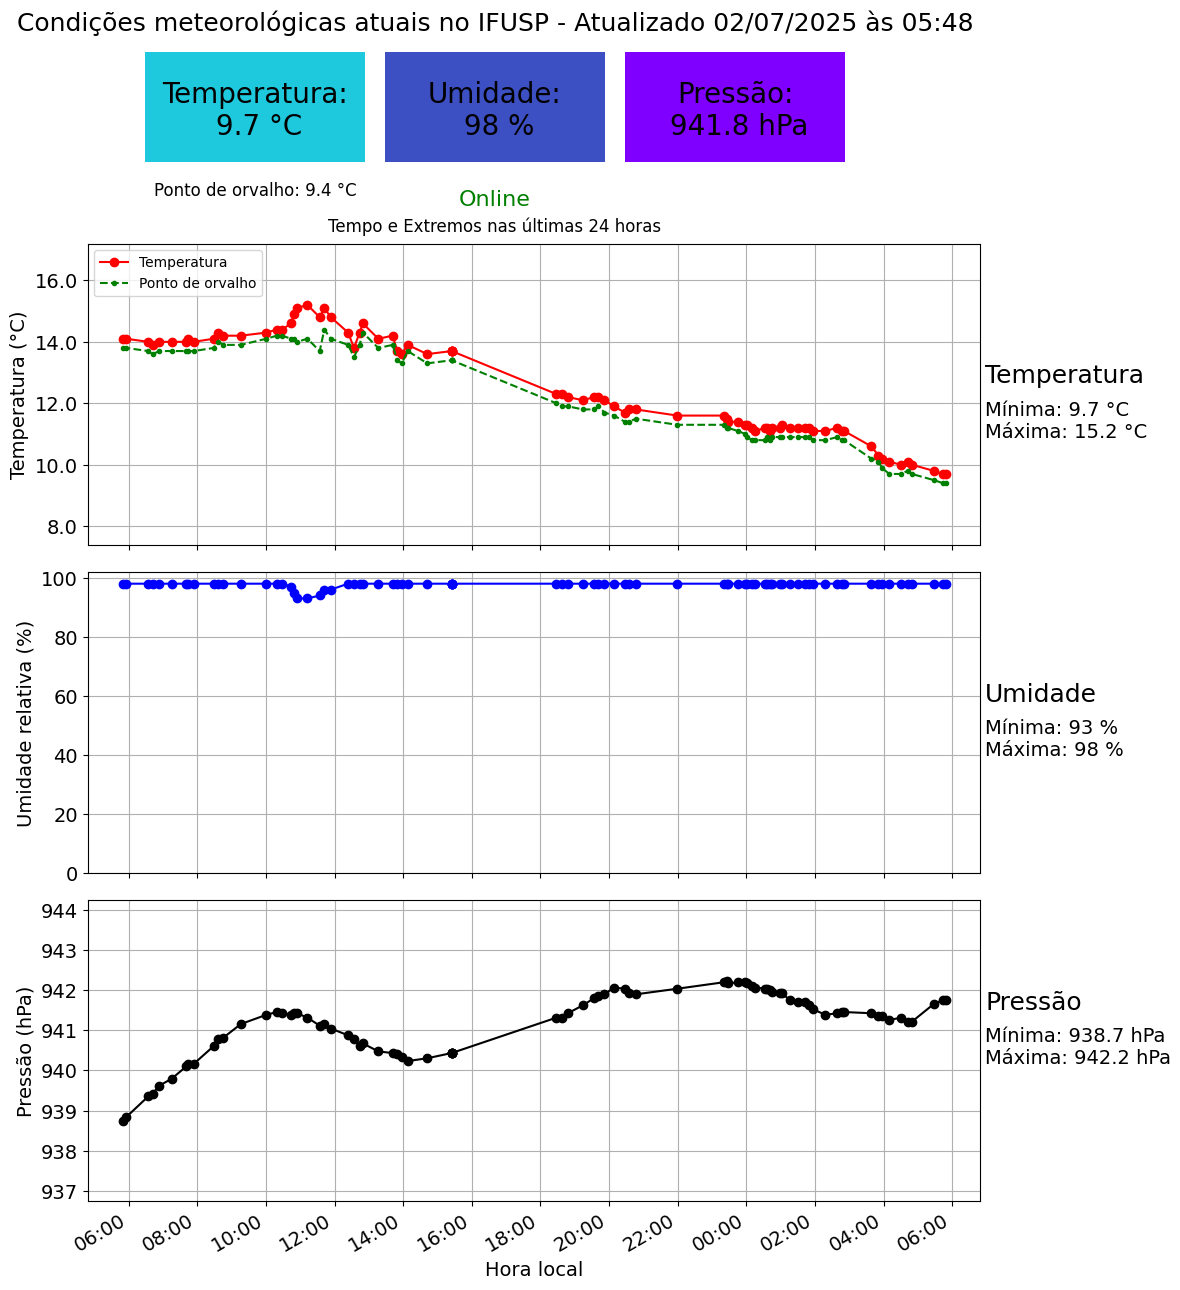 Condições meteorológicas atuais no IFUSP - Atualizado 02/07/2025 às 05:48
Temperatura:
9.7 °C
Umidade:
98 %
Pressão:
941.8 hPa
Ponto de orvalho: 9.4 °C
Online
Tempo e Extremos nas últimas 24 horas
Temperatura
Ponto de orvalho
Temperatura (°C)
16.0
14.0
12.0
10.0
8.0
Temperatura
Mínima: 9.7 °C
Máxima: 15.2 °C
Umidade relativa (%)
100
80
60
40
20
0
Umidade
Mínima: 93 %
Máxima: 98 %
Pressão (hPa)
944
943
942
941
940
939
938
937
Pressão
Mínima: 938.7 hPa
Máxima: 942.2 hPa
06:00 08:00 10:00 12:00 14:00 16:00 18:00 20:00 22:00 00:00 02:00 04:00 06:00
Hora local